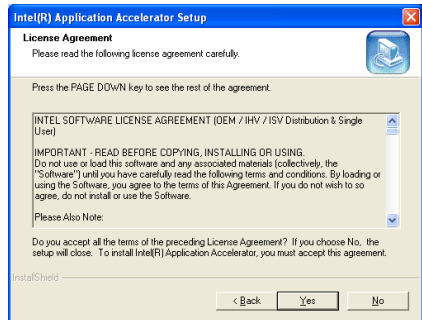 Intel(R) Application Accelerator Setup
License Agreement
Please read the following license agreement carefully.
Press the PAGE DOWN key to see the rest of the agreement.
INTEL SOFTWARE LICENSE AGREEMENT (OEM / IHV / ISV Distribution & Single
User)
IMPORTANT - READ BEFORE COPYING, INSTALLING OR USING.
Do not use or load this software and any associated materials (collectively, the
"Software") until you have carefully read the following terms and conditions. By loading or
using the Software, you agree to the terms of this Agreement. If you do not wish to so
agree, do not install or use the Software.
Please Also Note:
Do you accept all the terms of the preceding License Agreement? If you choose No, the
setup will close. To install Intel(R) Application Accelerator, you must accept this agreement.
InstallShield
< Back
Yes
No